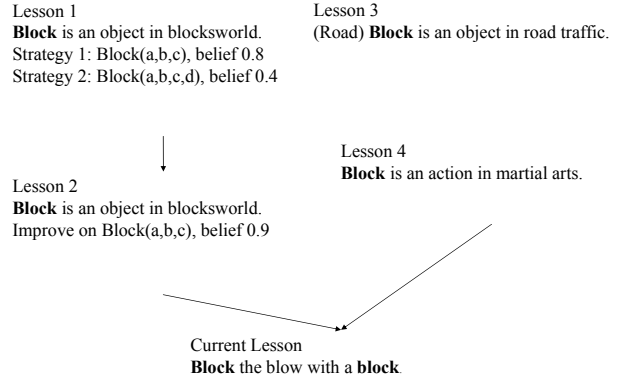 Lesson 1
Block is an object in blocksworld.
Strategy 1: Block(a,b,c), belief 0.8
Strategy 2: Block(a,b,c,d), belief 0.4
Lesson 3
(Road) Block is an object in road traffic.
Lesson 4
Block is an action in martial arts.
Lesson 2
Block is an object in blocksworld.
Improve on Block(a,b,c), belief 0.9
Current Lesson
Block the blow with a block.